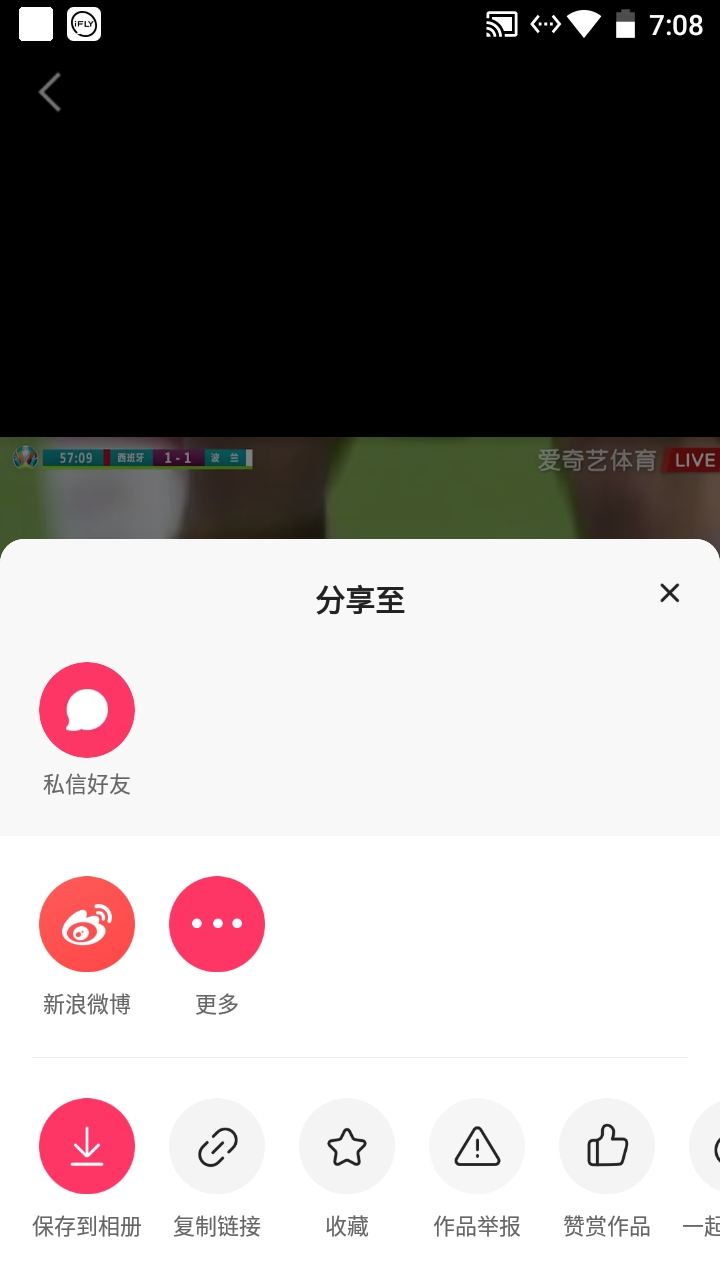 iFLY
7:08
57:09 西班牙 1-1 波 兰
爱奇艺体育 LIVE
分享至
私信好友
新浪微博
更多
保存到相册
复制链接
收藏
作品举报
赞赏作品
一起